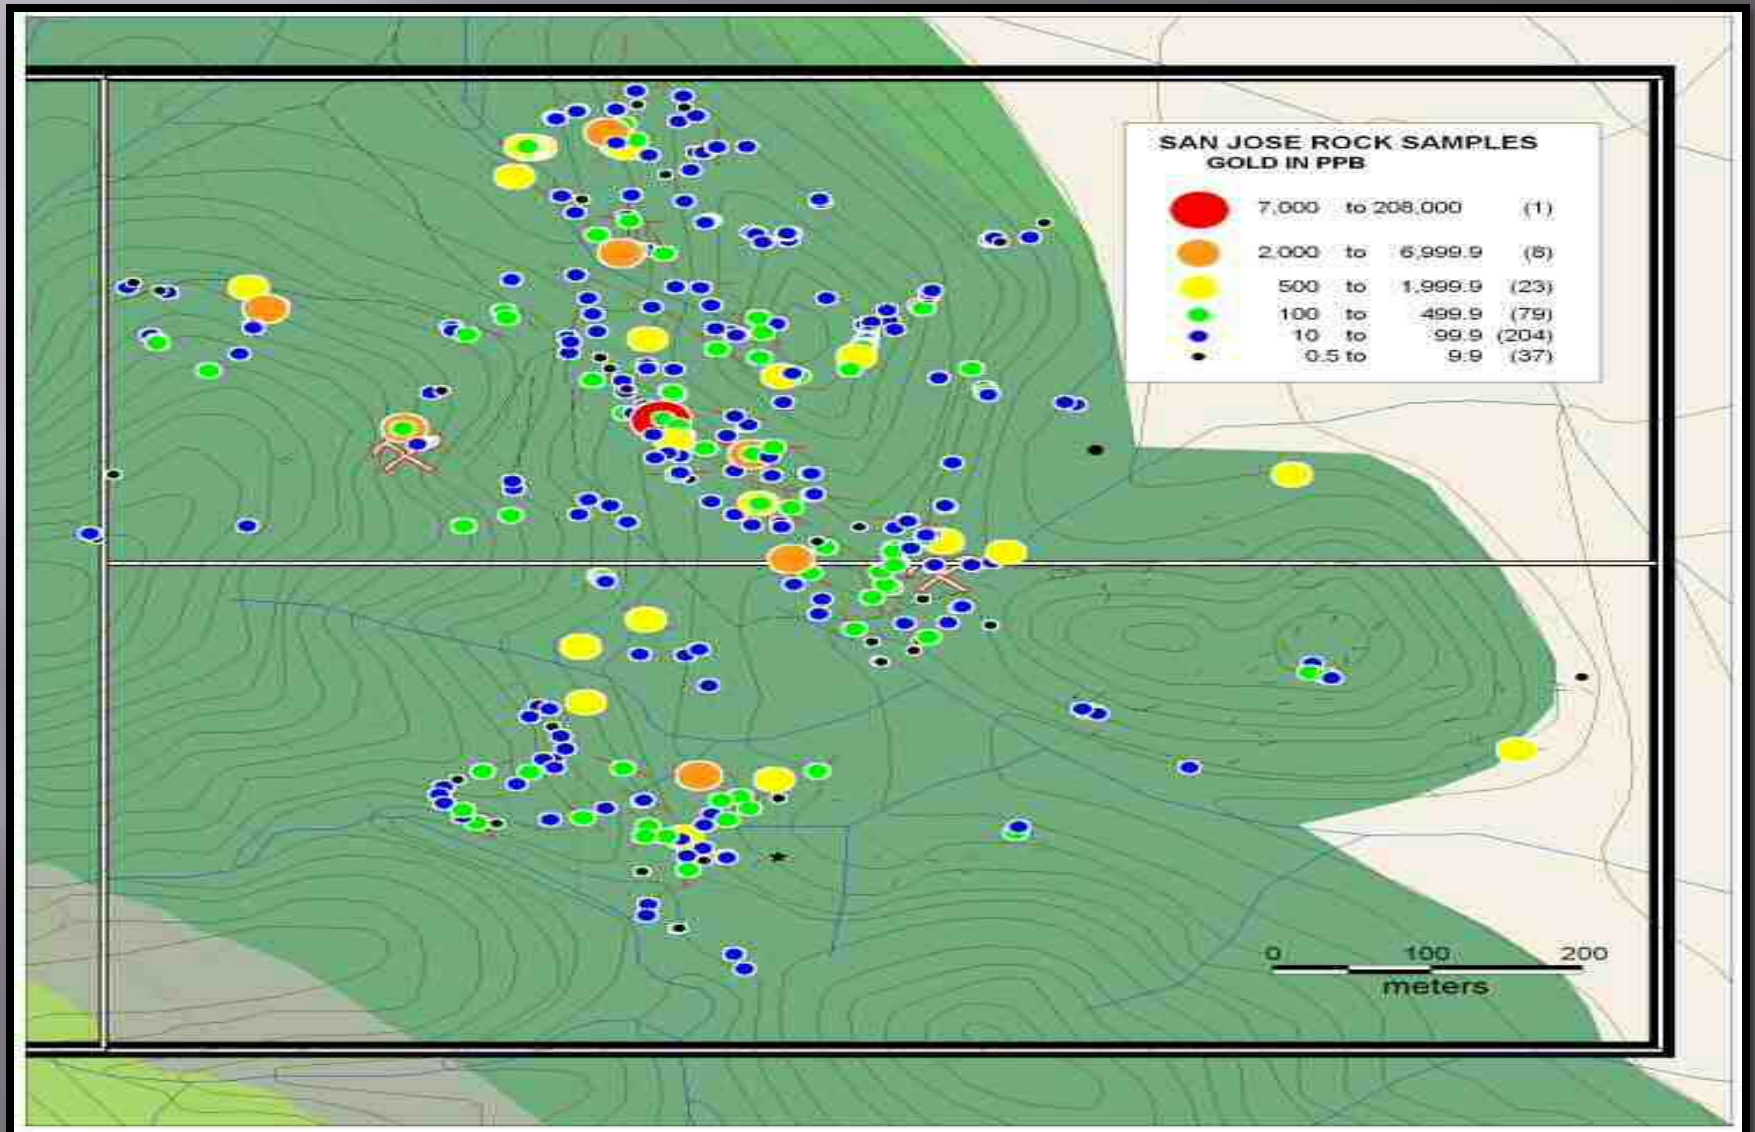 SAN JOSE ROCK SAMPLES
GOLD IN PPB
7,000 to 208,000 (1)
2,000 to 6,999.9 (8)
500 to 1,999.9 (23)
100 to 499.9 (79)
10 to 99.9 (204)
0.5 to 9.9 (37)
0 100 200
meters